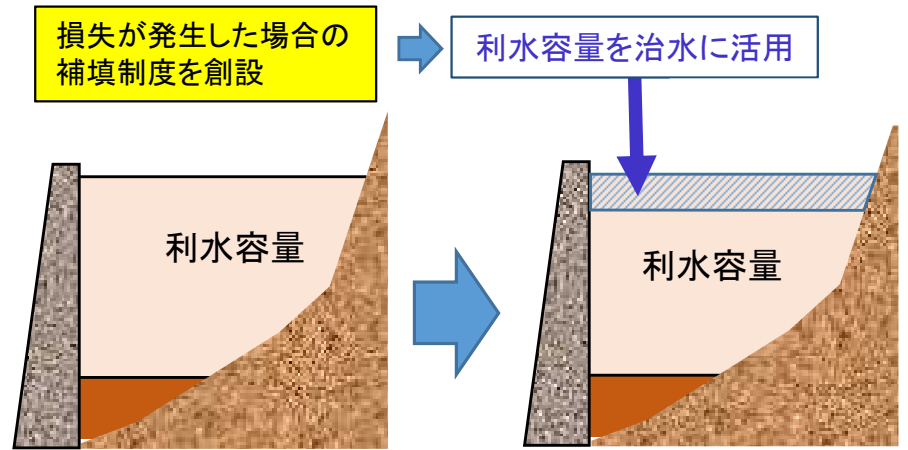 損失が発生した場合の
補填制度を創設
利水容量を治水に活用
利水容量
利水容量